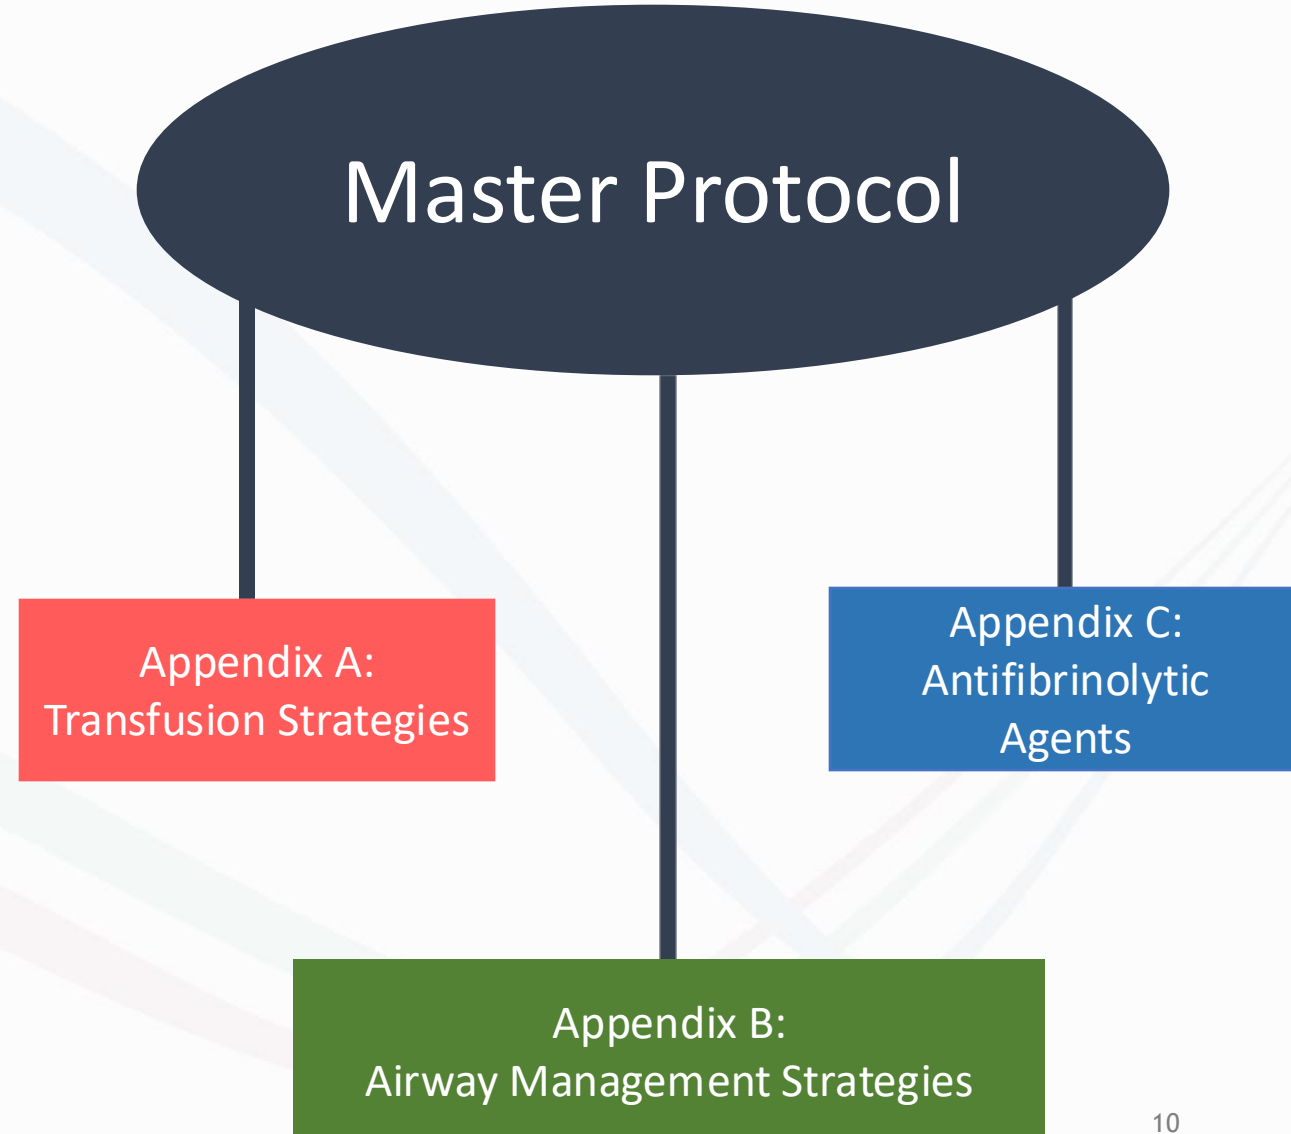 Master Protocol
Appendix A:
Transfusion Strategies
Appendix C:
Antifibrinolytic
Agents
Appendix B:
Airway Management Strategies
10